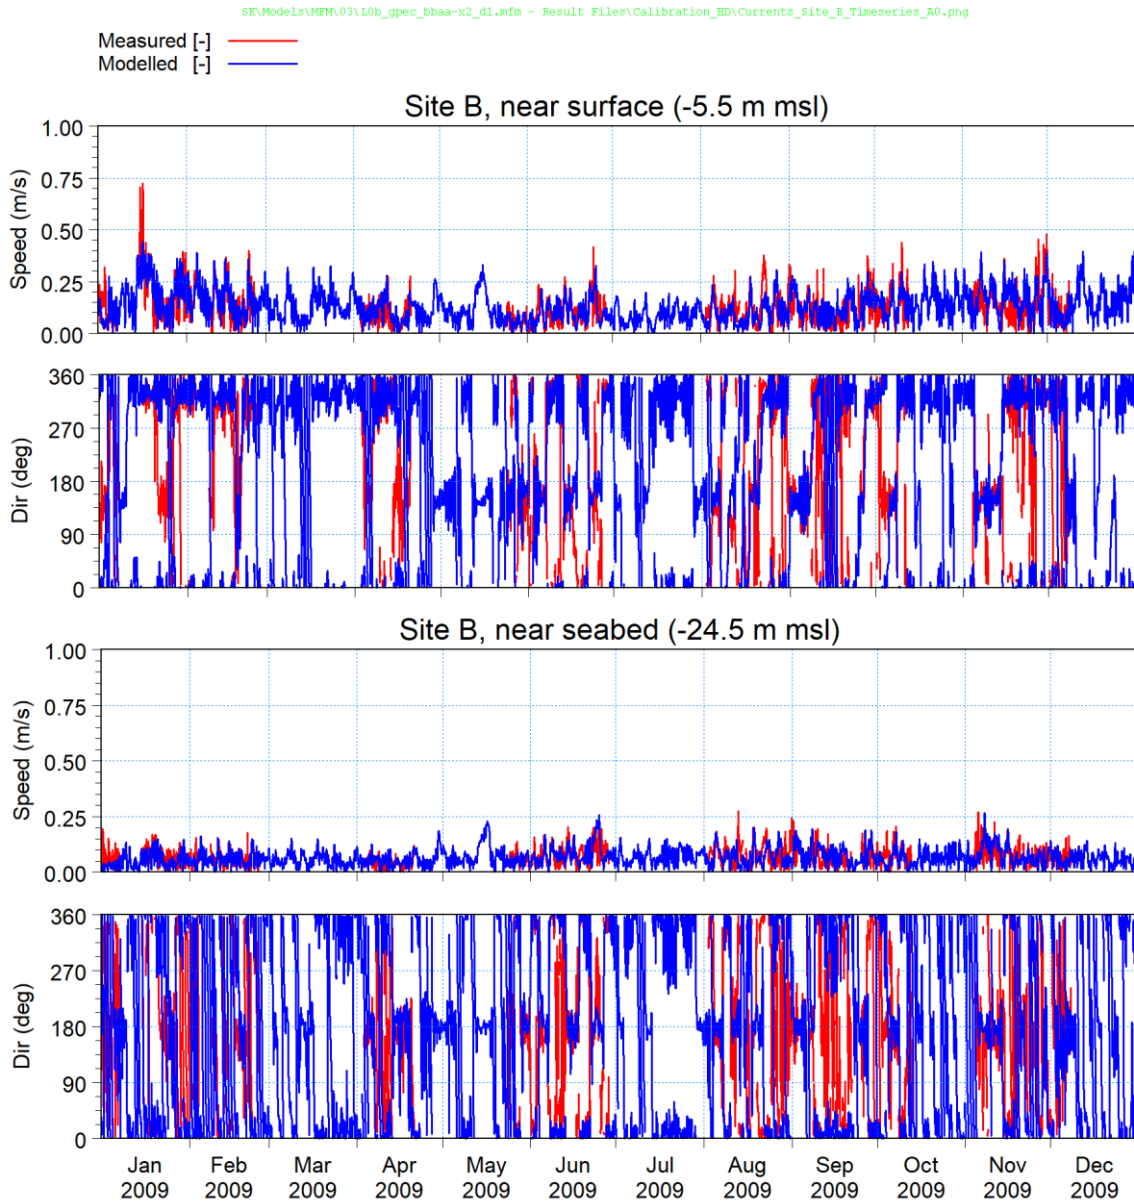 SK\Models\MFM\03\L0b_gpec_bbaa-x2_d1.mfm - Result Files\Calibration_HD\Currents_Site_B_Timeseries_A0.png
Measured [-]
Modelled [-]
Site B, near surface (-5.5 m msl)
1.00
0.75
0.50
0.25
0.00
Speed (m/s)
360
270
180
90
0
Dir (deg)
Site B, near seabed (-24.5 m msl)
1.00
0.75
0.50
0.25
0.00
Speed (m/s)
360
270
180
90
0
Dir (deg)
Jan Feb Mar Apr May Jun Jul Aug Sep Oct Nov Dec
2009 2009 2009 2009 2009 2009 2009 2009 2009 2009 2009 2009